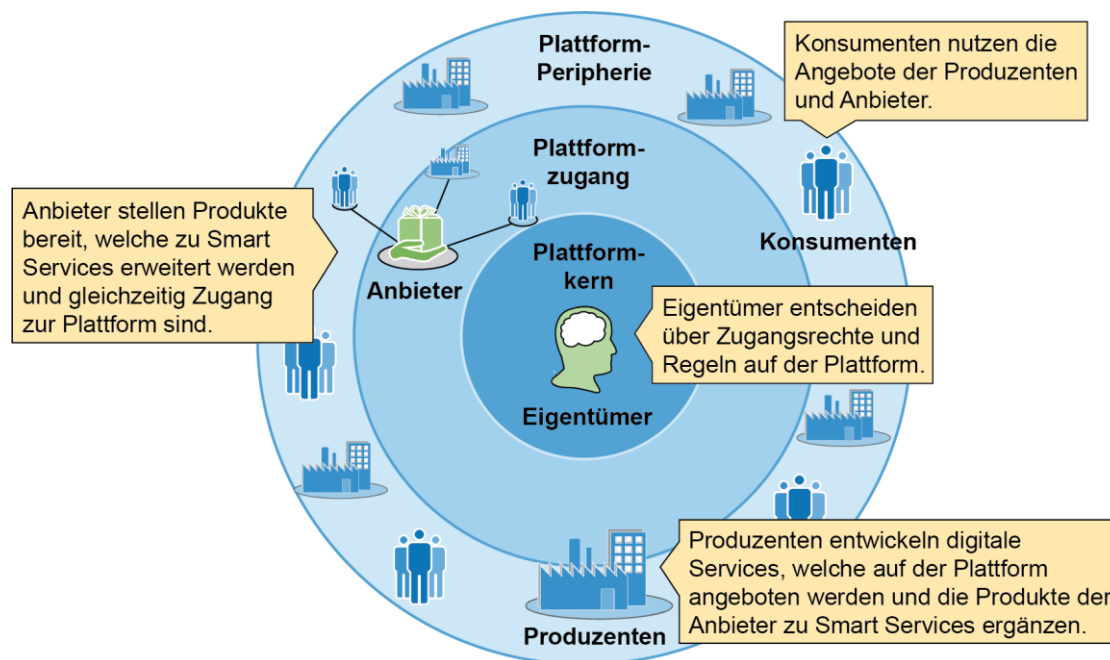 Plattform-
Peripherie
Konsumenten nutzen die
Angebote der Produzenten
und Anbieter.
Plattform-
zugang
Konsumenten
Anbieter stellen Produkte
bereit, welche zu Smart
Services erweitert werden
und gleichzeitig Zugang
zur Plattform sind.
Anbieter
Plattform-
kern
Eigentümer entscheiden
über Zugangsrechte und
Regeln auf der Plattform.
Eigentümer
Produzenten entwickeln digitale
Services, welche auf der Plattform
angeboten werden und die Produkte der
Anbieter zu Smart Services ergänzen.
Produzenten